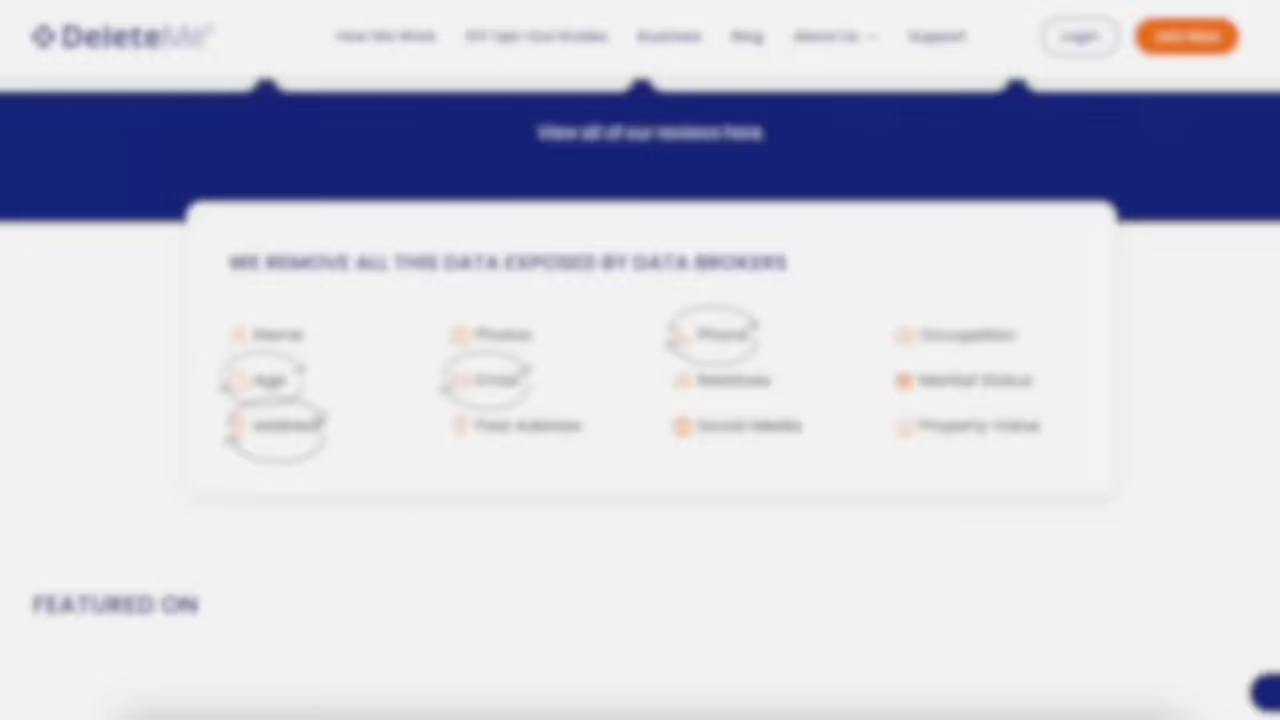 DeleteMe
How We Work DIY Opt-Out Guides Business Blog About Us Support Login Join Now
View all of our reviews here.
WE REMOVE ALL THIS DATA EXPOSED BY DATA BROKERS
Name Photos Phone Occupation
Age Email Relatives Marital Status
Address Past Address Social Media Property Value
FEATURED ON